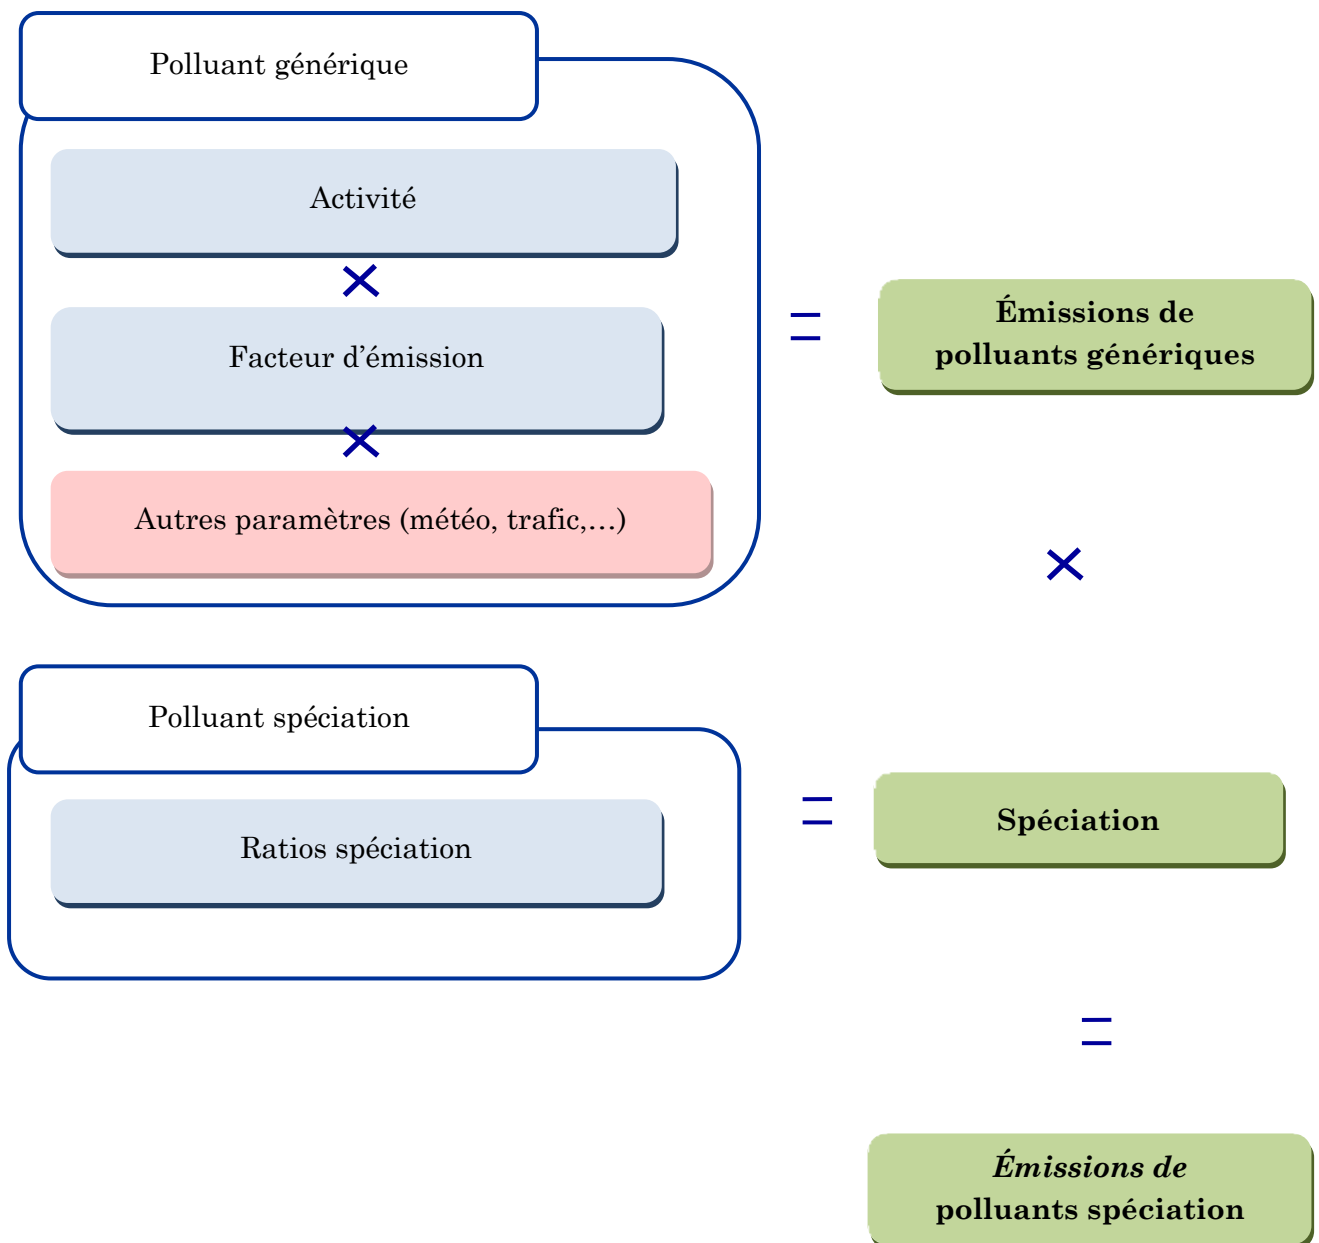 Polluant générique
Activité
×
Facteur d'émission
×
Autres paramètres (météo, trafic,…)
=
Émissions de
polluants génériques
×
Polluant spéciation
Ratios spéciation
=
Spéciation
=
Émissions de
polluants spéciation